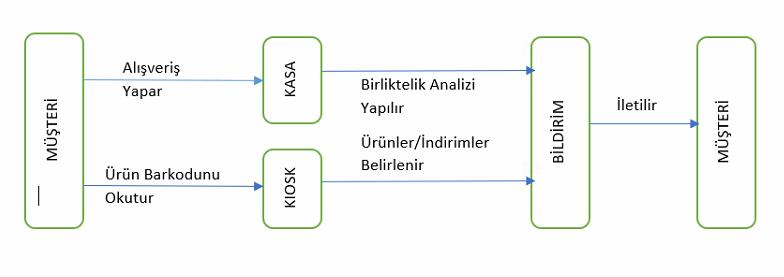 MÜŞTERİ
Alışveriş
Yapar
KASA
Birliktelik Analizi
Yapılır
Ürün Barkodunu
Okutur
KIOSK
Ürünler/İndirimler
Belirlenir
BİLDİRİM
İletilir
MÜŞTERİ